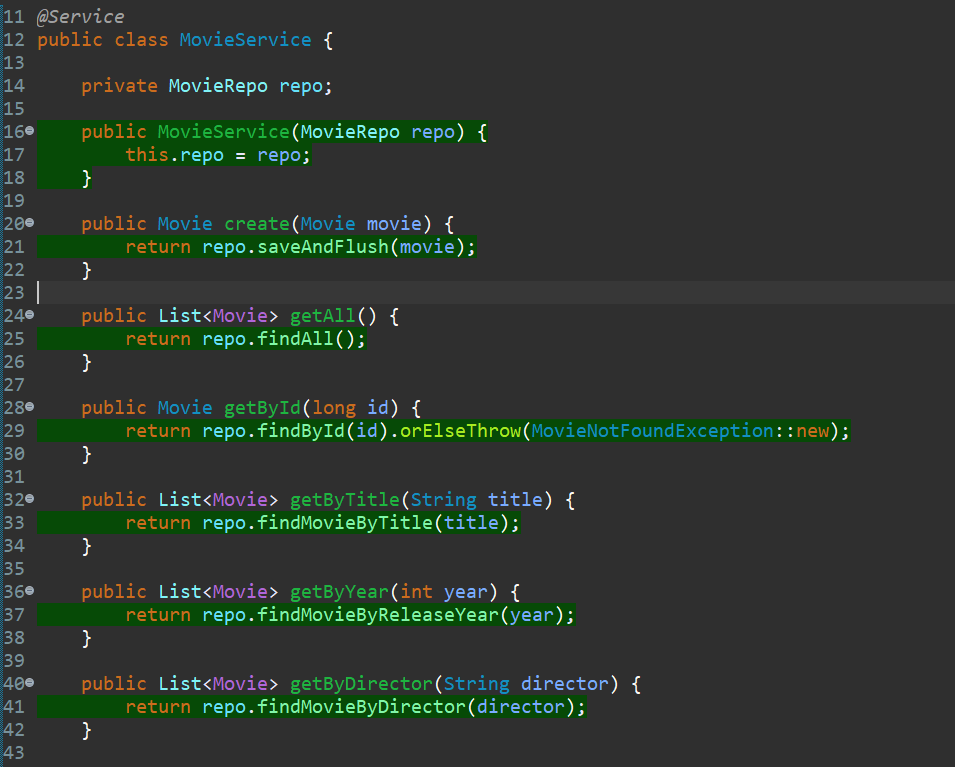 11 @Service
12 public class MovieService {
13
14     private MovieRepo repo;
15
16     public MovieService(MovieRepo repo) {
17         this.repo = repo;
18     }
19
20     public Movie create(Movie movie) {
21         return repo.saveAndFlush(movie);
22     }
23
24     public List<Movie> getAll() {
25         return repo.findAll();
26     }
27
28     public Movie getById(long id) {
29         return repo.findById(id).orElseThrow(MovieNotFoundException::new);
30     }
31
32     public List<Movie> getByTitle(String title) {
33         return repo.findMovieByTitle(title);
34     }
35
36     public List<Movie> getByYear(int year) {
37         return repo.findMovieByReleaseYear(year);
38     }
39
40     public List<Movie> getByDirector(String director) {
41         return repo.findMovieByDirector(director);
42     }
43